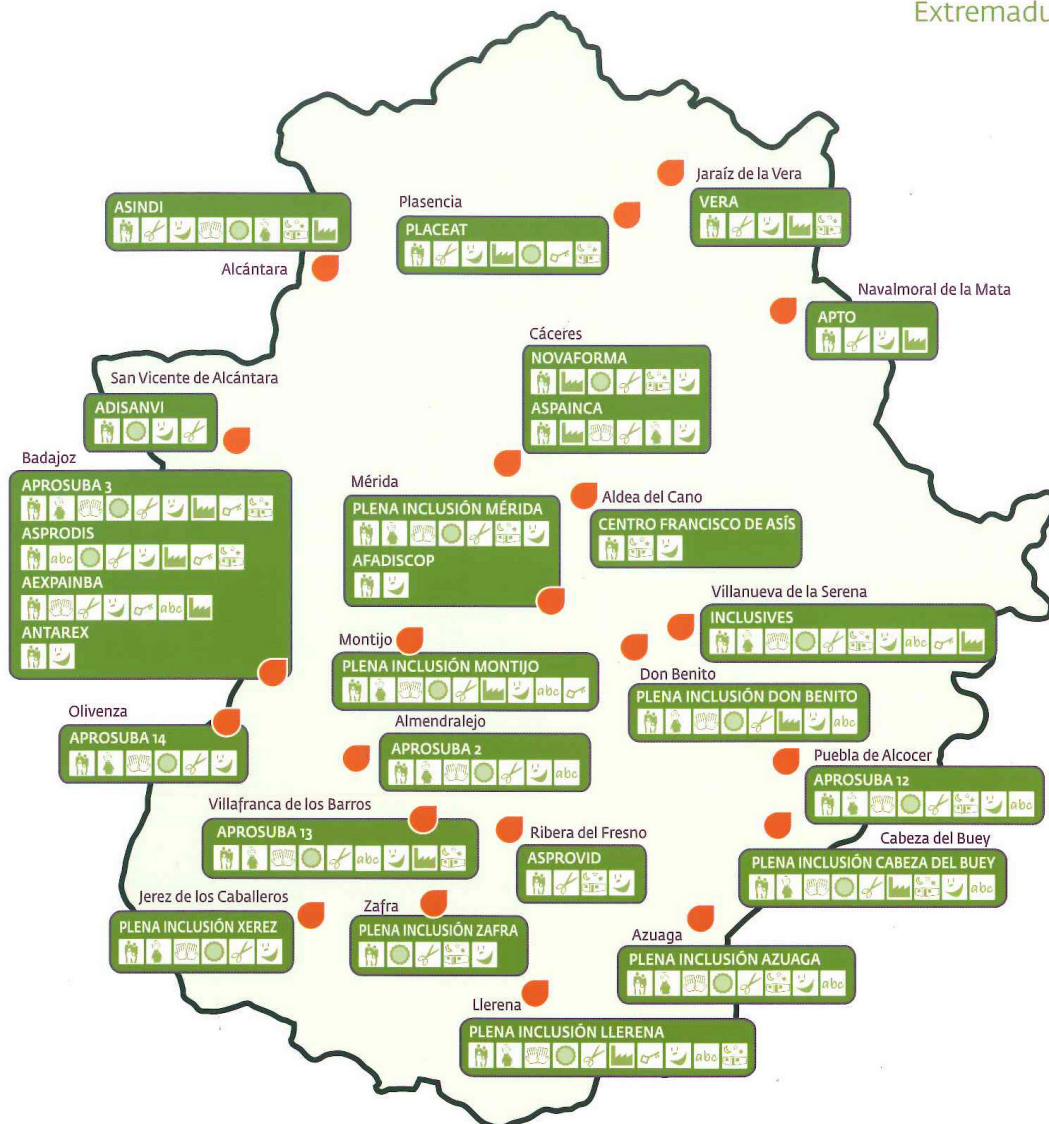 Extremadu
Jaraíz de la Vera
VERA
Plasencia
PLACEAT
ASINDI
Alcántara
Navalmoral de la Mata
APTO
Cáceres
NOVAFORMA
ASPAINCA
San Vicente de Alcántara
ADISANVI
Badajoz
APROSUBA 3
ASPRODIS
abc
AEXPAINBA
abc
ANTAREX
Mérida
PLENA INCLUSIÓN MÉRIDA
AFADISCOP
Aldea del Cano
CENTRO FRANCISCO DE ASÍS
Villanueva de la Serena
INCLUSIVES
abc
Montijo
PLENA INCLUSIÓN MONTIJO
abc
Don Benito
PLENA INCLUSIÓN DON BENITO
abc
Olivenza
APROSUBA 14
Almendralejo
APROSUBA 2
abc
Puebla de Alcocer
APROSUBA 12
abc
Villafranca de los Barros
APROSUBA 13
abc
Ribera del Fresno
ASPROVID
Cabeza del Buey
PLENA INCLUSIÓN CABEZA DEL BUEY
abc
Jerez de los Caballeros
PLENA INCLUSIÓN XEREZ
Zafra
PLENA INCLUSIÓN ZAFRA
Azuaga
PLENA INCLUSIÓN AZUAGA
abc
Llerena
PLENA INCLUSIÓN LLERENA
abc